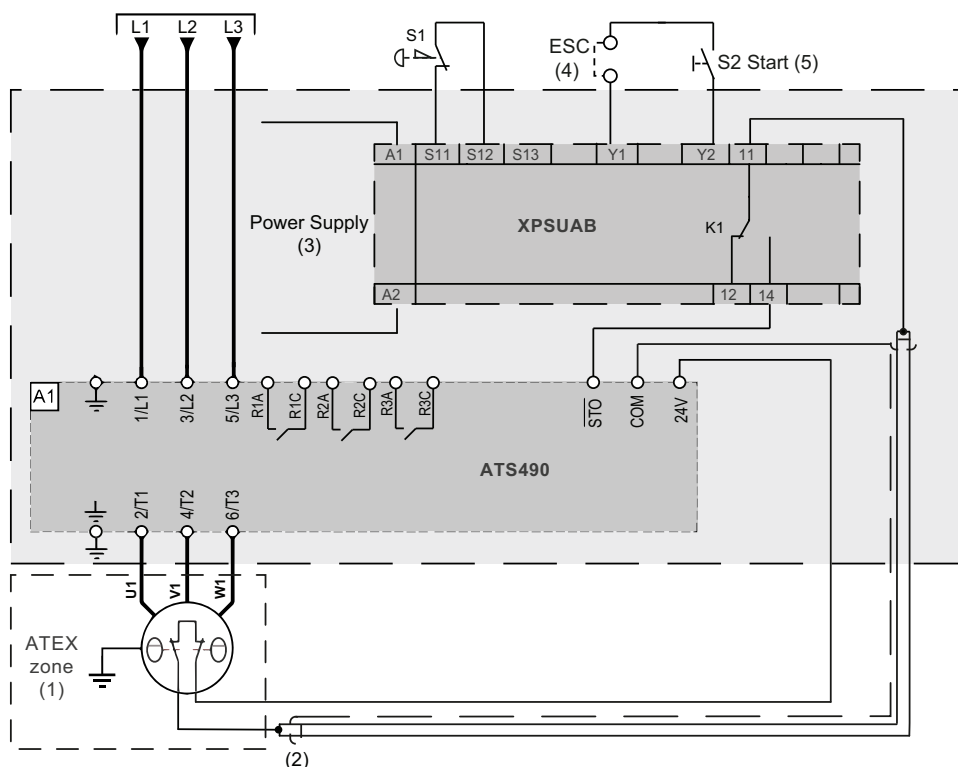 L1 L2 L3
S1
ESC
(4)
S2 Start (5)
A1 S11 S12 S13 Y1 Y2 11
Power Supply
(3)
XPSUAB
K1
A2 12 14
A1
1/L1 3/L2 5/L3 R1A R1C R2A R2C R3A R3C STO COM 24V
ATS490
2/T1 4/T2 6/T3
U1 V1 W1
ATEX
zone
(1)
(2)